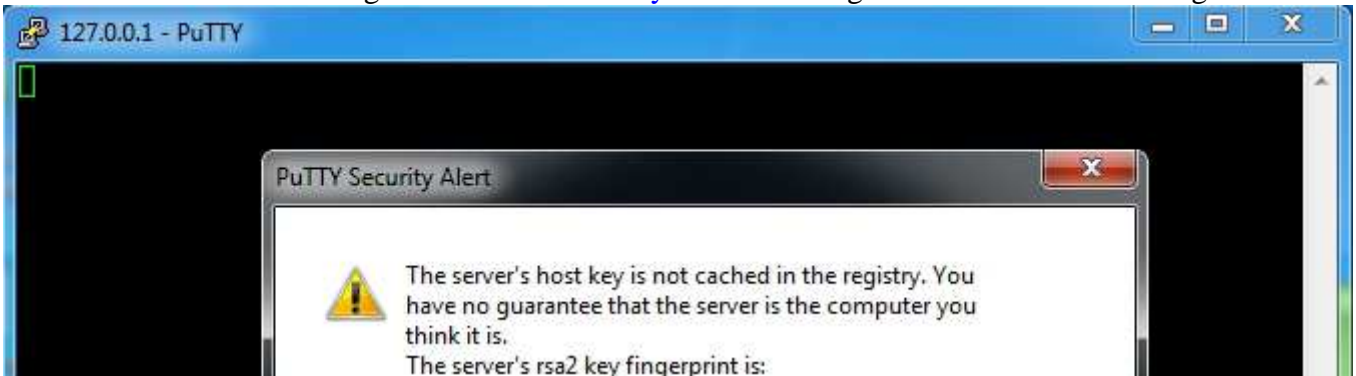 127.0.0.1 - PuTTY
PuTTY Security Alert
The server's host key is not cached in the registry. You
have no guarantee that the server is the computer you
think it is.
The server's rsa2 key fingerprint is: